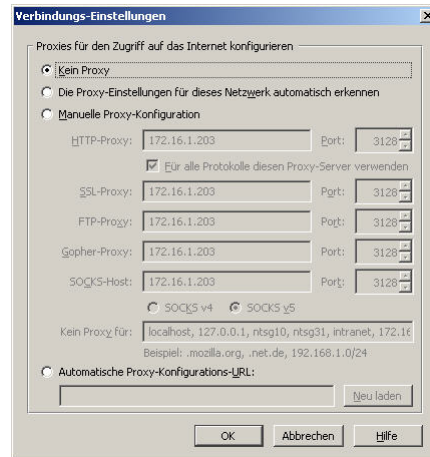 Verbindungs-Einstellungen
Proxies für den Zugriff auf das Internet konfigurieren
Kein Proxy
Die Proxy-Einstellungen für dieses Netzwerk automatisch erkennen
Manuelle Proxy-Konfiguration
HTTP-Proxy: 172.16.1.203 Port: 3128
Für alle Protokolle diesen Proxy-Server verwenden
SSL-Proxy: 172.16.1.203 Port: 3128
FTP-Proxy: 172.16.1.203 Port: 3128
Gopher-Proxy: 172.16.1.203 Port: 3128
SOCKS-Host: 172.16.1.203 Port: 3128
SOCKS v4 SOCKS v5
Kein Proxy für: localhost, 127.0.0.1, ntsg10, ntsg31, intranet, 172.16
Beispiel: .mozilla.org, .net.de, 192.168.1.0/24
Automatische Proxy-Konfigurations-URL:
Neu laden
OK Abbrechen Hilfe